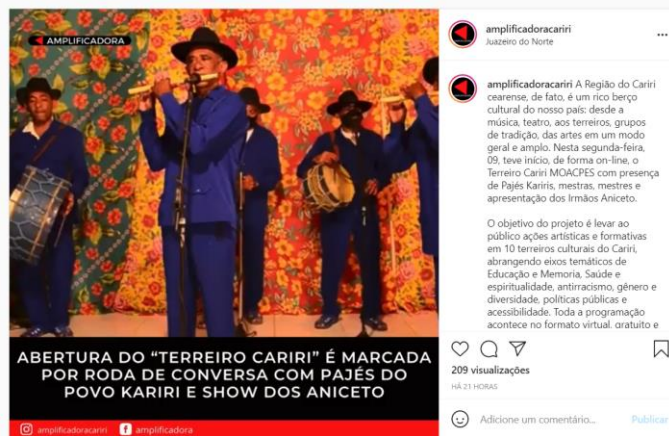 AMPLIFICADORA
ABERTURA DO "TERREIRO CARIRI" É MARCADA
POR RODA DE CONVERSA COM PAJÉS DO
POVO KARIRI E SHOW DOS ANICETO
amplificadoracariri amplificadora
amplificadoracariri
Juazeiro do Norte
amplificadoracariri A Região do Cariri
cearense, de fato, é um rico berço
cultural do nosso país: desde a
música, teatro, aos terreiros, grupos
de tradição, das artes em um modo
geral e amplo. Nesta segunda-feira,
09, teve início, de forma on-line, o
Terreiro Cariri MOACPES com presença
de Pajés Kariris, mestras, mestres e
apresentação dos Irmãos Aniceto.
O objetivo do projeto é levar ao
público ações artísticas e formativas
em 10 terreiros culturais do Cariri,
abrangendo eixos temáticos de
Educação e Memoria, Saúde e
espiritualidade, antirracismo, gênero e
diversidade, políticas públicas e
acessibilidade. Toda a programação
acontece no formato virtual, gratuito e
209 visualizações
HÁ 21 HORAS
Adicione um comentário... Publicar